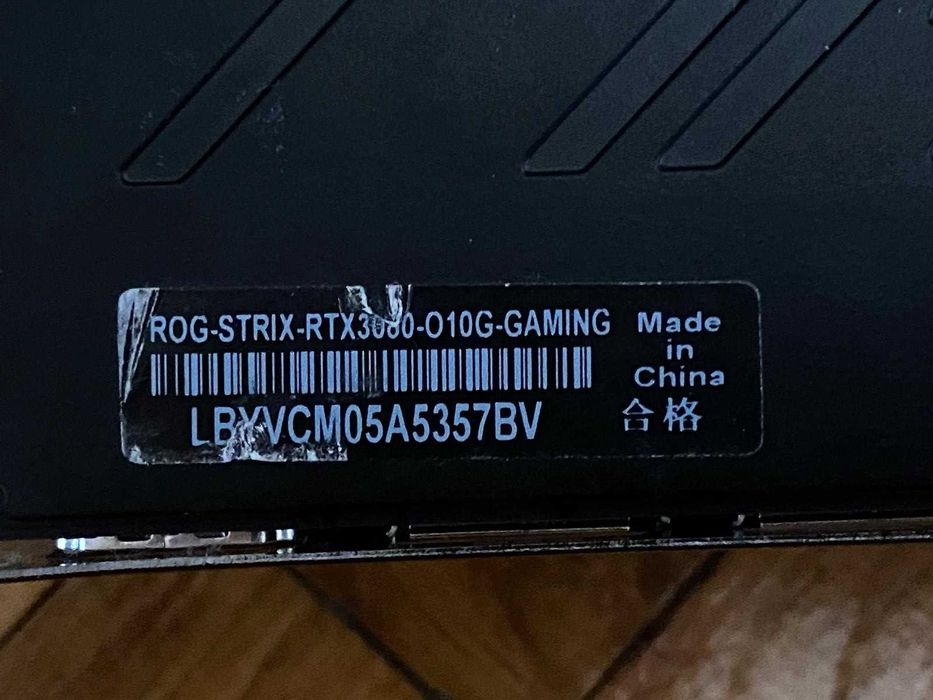 ROG-STRIX-RTX3080-O10G-GAMING
LBYVCM05A5357BV
Made
in
China
合格